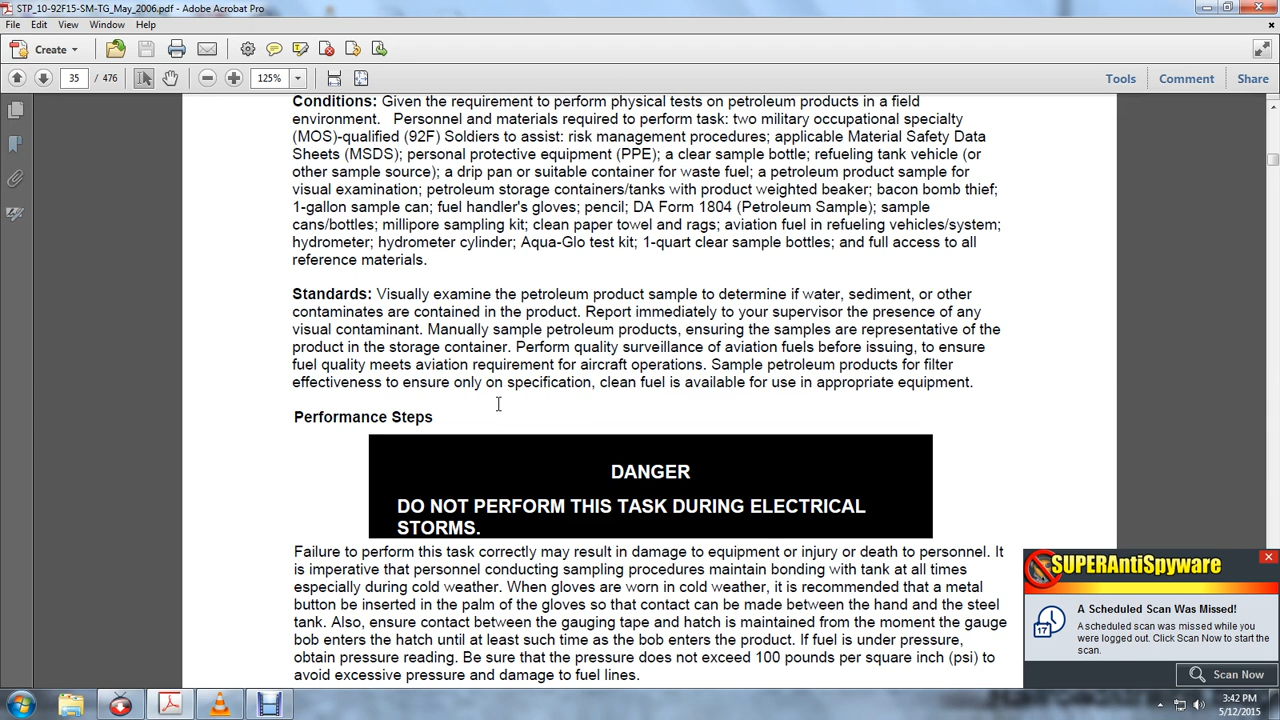 STP_10-92F15-SM-TG_May_2006.pdf - Adobe Acrobat Pro
File Edit View Window Help
Create
35 / 476 125% Tools Comment Share
Conditions: Given the requirement to perform physical tests on petroleum products in a field
environment. Personnel and materials required to perform task: two military occupational specialty
(MOS)-qualified (92F) Soldiers to assist: risk management procedures; applicable Material Safety Data
Sheets (MSDS); personal protective equipment (PPE); a clear sample bottle; refueling tank vehicle (or
other sample source); a drip pan or suitable container for waste fuel; a petroleum product sample for
visual examination; petroleum storage containers/tanks with product weighted beaker; bacon bomb thief;
1-gallon sample can; fuel handler's gloves; pencil; DA Form 1804 (Petroleum Sample); sample
cans/bottles; millipore sampling kit; clean paper towel and rags; aviation fuel in refueling vehicles/system;
hydrometer; hydrometer cylinder; Aqua-Glo test kit; 1-quart clear sample bottles; and full access to all
reference materials.
Standards: Visually examine the petroleum product sample to determine if water, sediment, or other
contaminates are contained in the product. Report immediately to your supervisor the presence of any
visual contaminant. Manually sample petroleum products, ensuring the samples are representative of the
product in the storage container. Perform quality surveillance of aviation fuels before issuing, to ensure
fuel quality meets aviation requirement for aircraft operations. Sample petroleum products for filter
effectiveness to ensure only on specification, clean fuel is available for use in appropriate equipment.
Performance Steps
DANGER
DO NOT PERFORM THIS TASK DURING ELECTRICAL
STORMS.
Failure to perform this task correctly may result in damage to equipment or injury or death to personnel. It
is imperative that personnel conducting sampling procedures maintain bonding with tank at all times
especially during cold weather. When gloves are worn in cold weather, it is recommended that a metal
button be inserted in the palm of the gloves so that contact can be made between the hand and the steel
tank. Also, ensure contact between the gauging tape and hatch is maintained from the moment the gauge
bob enters the hatch until at least such time as the bob enters the product. If fuel is under pressure,
obtain pressure reading. Be sure that the pressure does not exceed 100 pounds per square inch (psi) to
avoid excessive pressure and damage to fuel lines.
SUPERAntiSpyware
17
A Scheduled Scan Was Missed!
A scheduled scan was missed while you
were logged out. Click Scan Now to start the
scan.
Scan Now
3:42 PM
5/12/2015